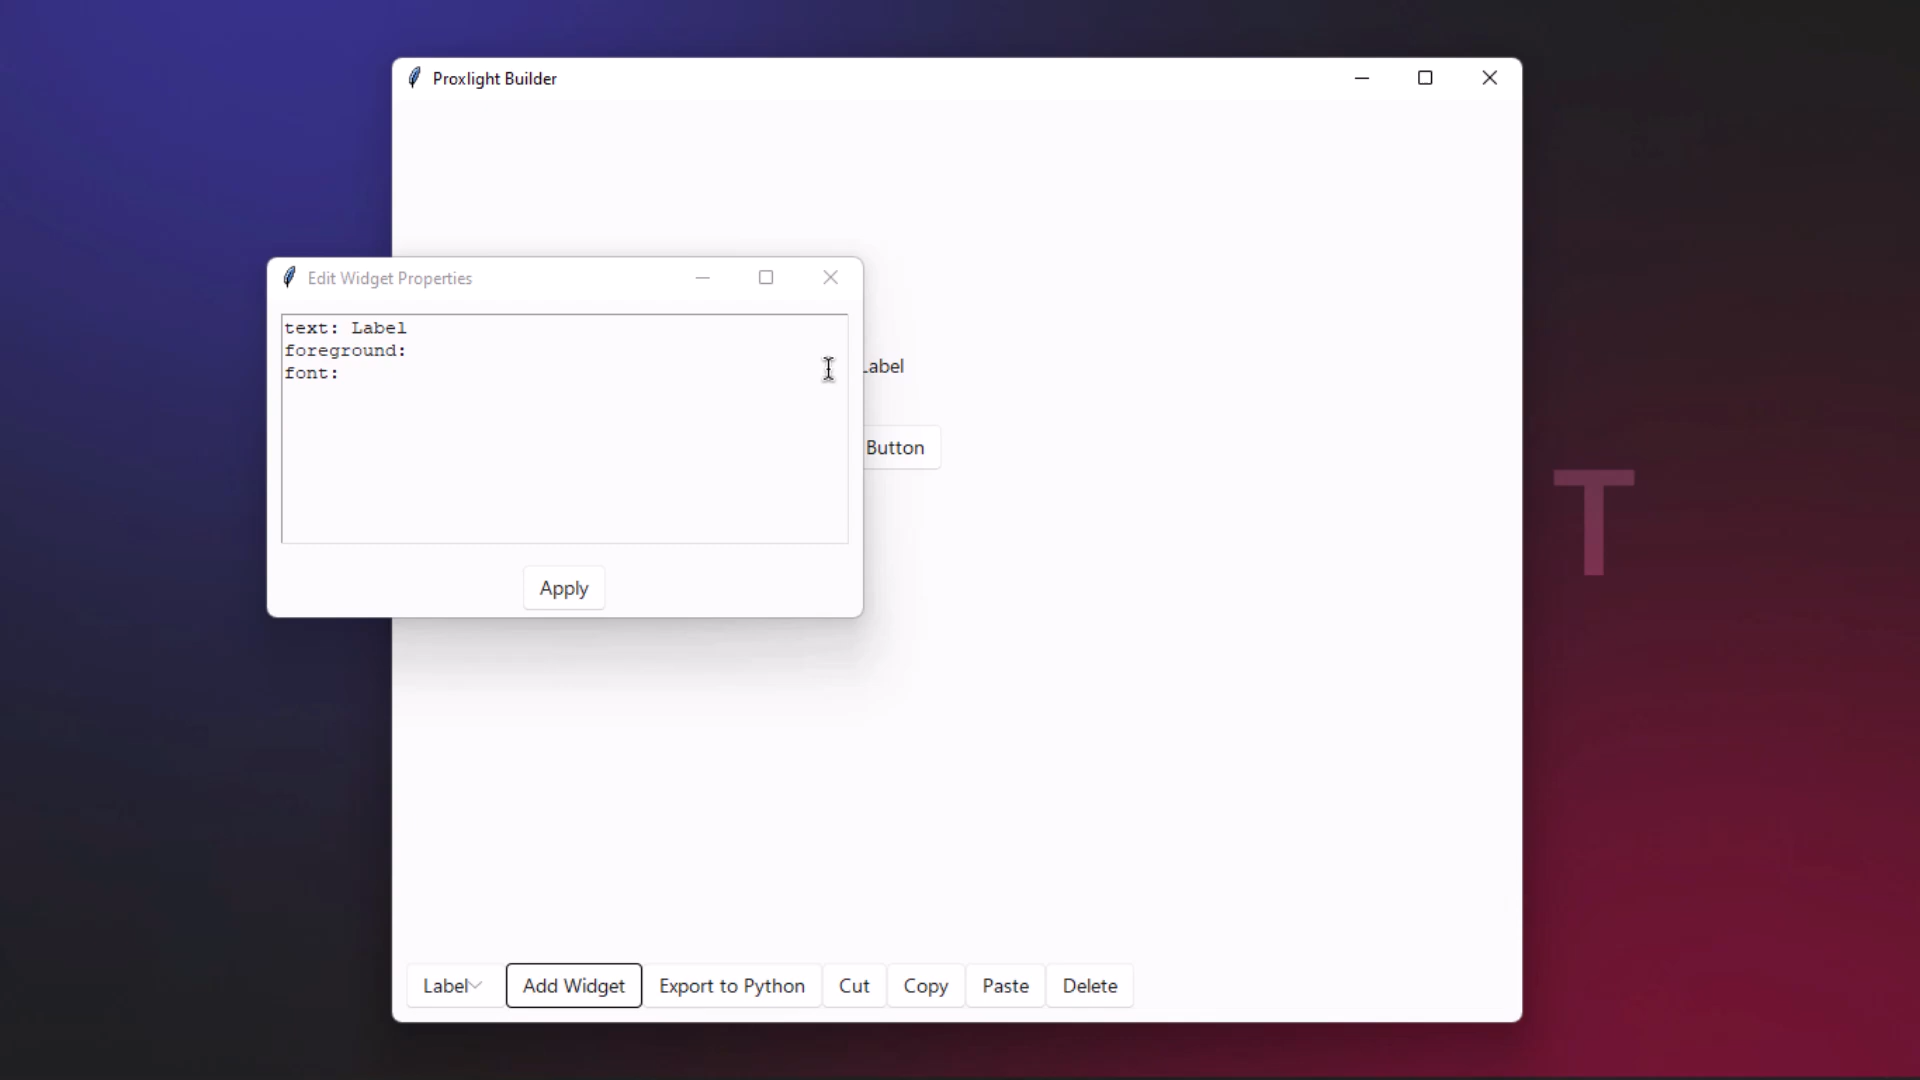 Proxlight Builder
Edit Widget Properties
text: Label
foreground:
font:
Label
Button
Apply
T
Label
Add Widget
Export to Python
Cut
Copy
Paste
Delete